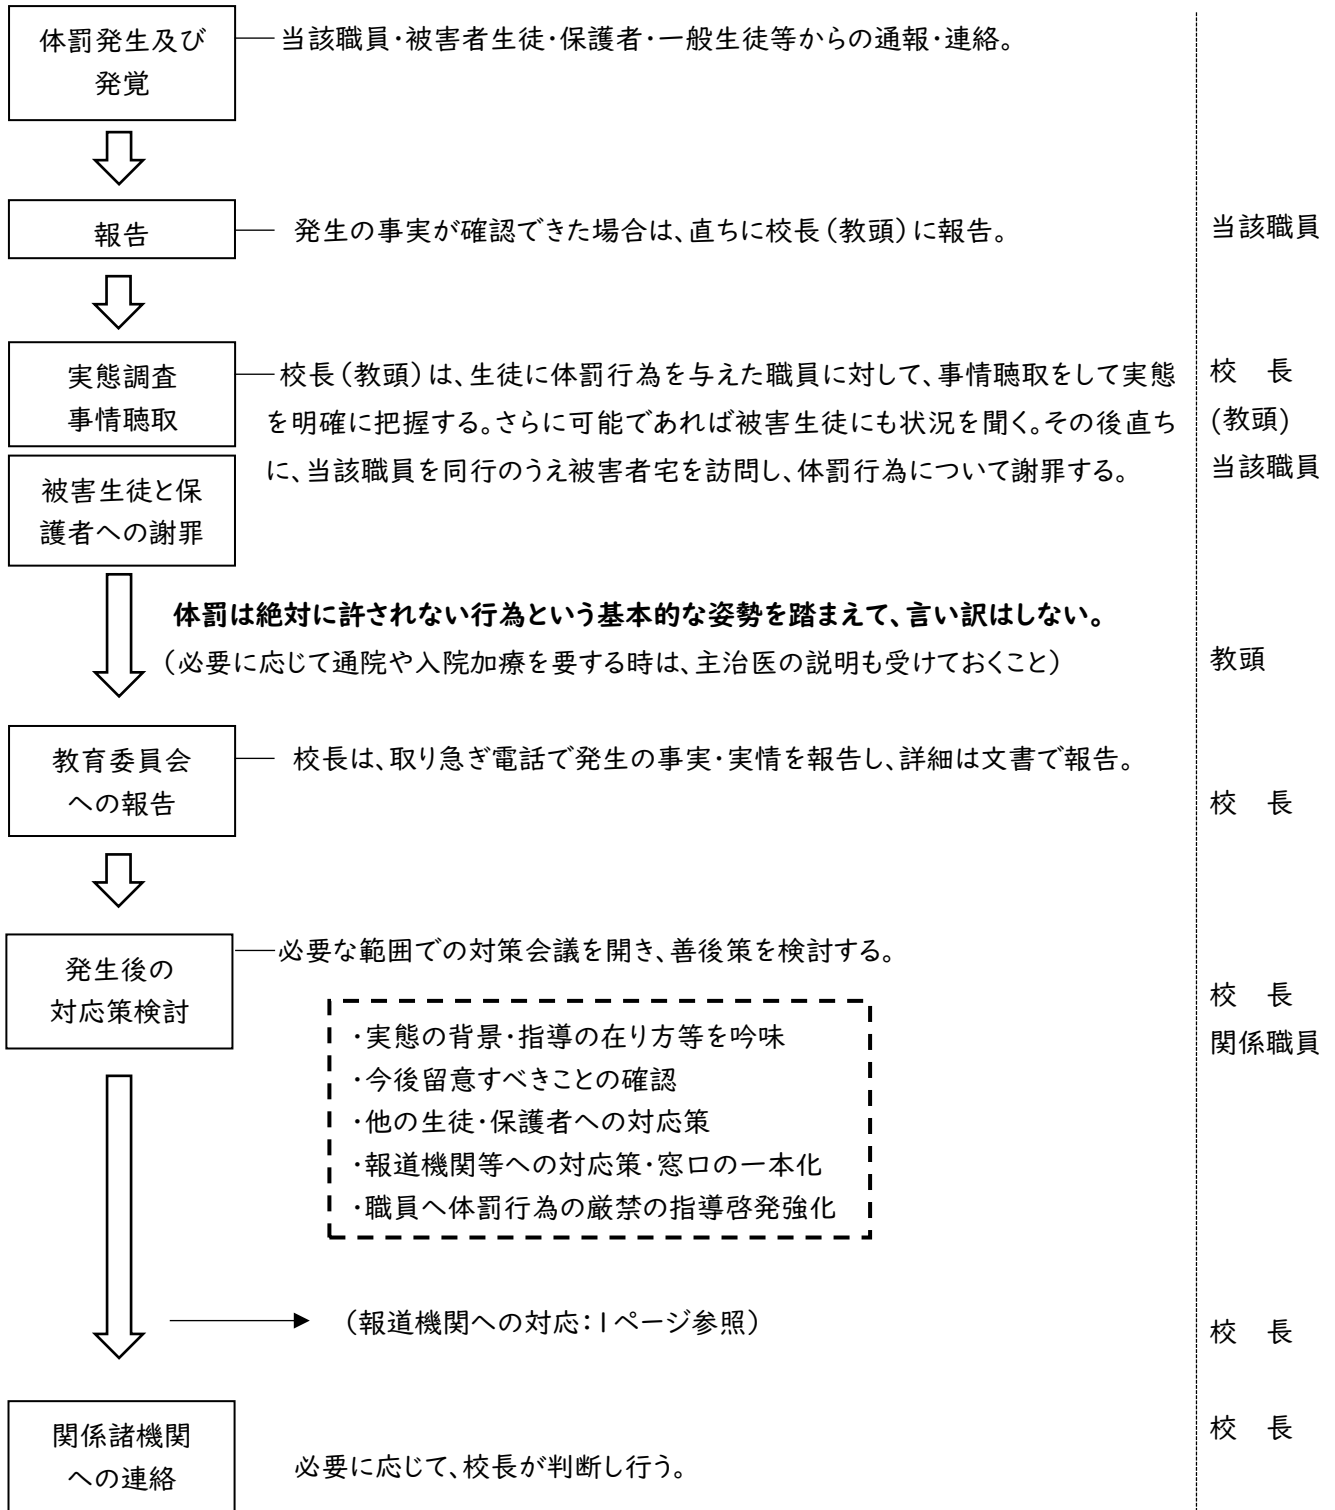 体罰発生及び
発覚
当該職員・被害者生徒・保護者・一般生徒等からの通報・連絡。
報告
発生の事実が確認できた場合は、直ちに校長（教頭）に報告。
当該職員
実態調査
事情聴取
校長（教頭）は、生徒に体罰行為を与えた職員に対して、事情聴取をして実態
を明確に把握する。さらに可能であれば被害生徒にも状況を聞く。その後直ち
に、当該職員を同行のうえ被害者宅を訪問し、体罰行為について謝罪する。
校　長
(教頭)
当該職員
被害生徒と保
護者への謝罪
体罰は絶対に許されない行為という基本的な姿勢を踏まえて、言い訳はしない。
（必要に応じて通院や入院加療を要する時は、主治医の説明も受けておくこと）
教頭
教育委員会
への報告
校長は、取り急ぎ電話で発生の事実・実情を報告し、詳細は文書で報告。
校　長
発生後の
対応策検討
必要な範囲での対策会議を開き、善後策を検討する。
校　長
関係職員
・実態の背景・指導の在り方等を吟味
・今後留意すべきことの確認
・他の生徒・保護者への対応策
・報道機関等への対応策・窓口の一本化
・職員へ体罰行為の厳禁の指導啓発強化
（報道機関への対応：１ページ参照）
校　長
関係諸機関
への連絡
必要に応じて、校長が判断し行う。
校　長